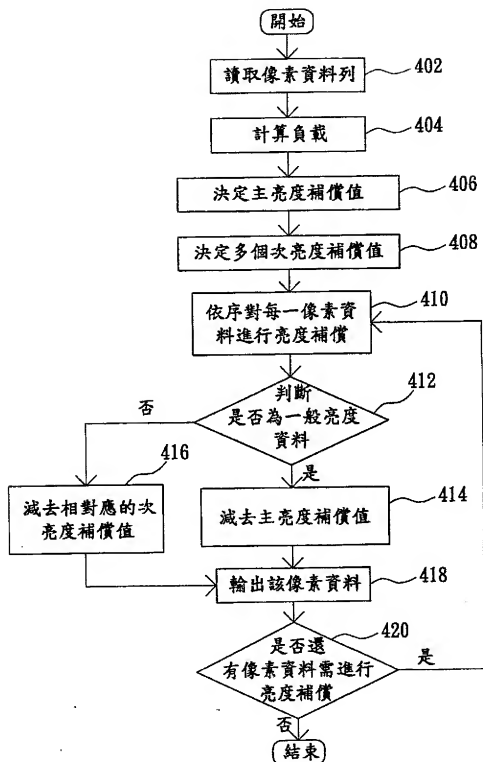 開始
讀取像素資料列
402
計算負載
404
決定主亮度補償值
406
決定多個次亮度補償值
408
依序對每一像素資
料進行亮度補償
410
判斷
是否為一般亮度
資料
412
否
是
416
減去相對應的次
亮度補償值
減去主亮度補償值
414
輸出該像素資料
418
420
是否還
有像素資料需進行
亮度補償
是
否
結束